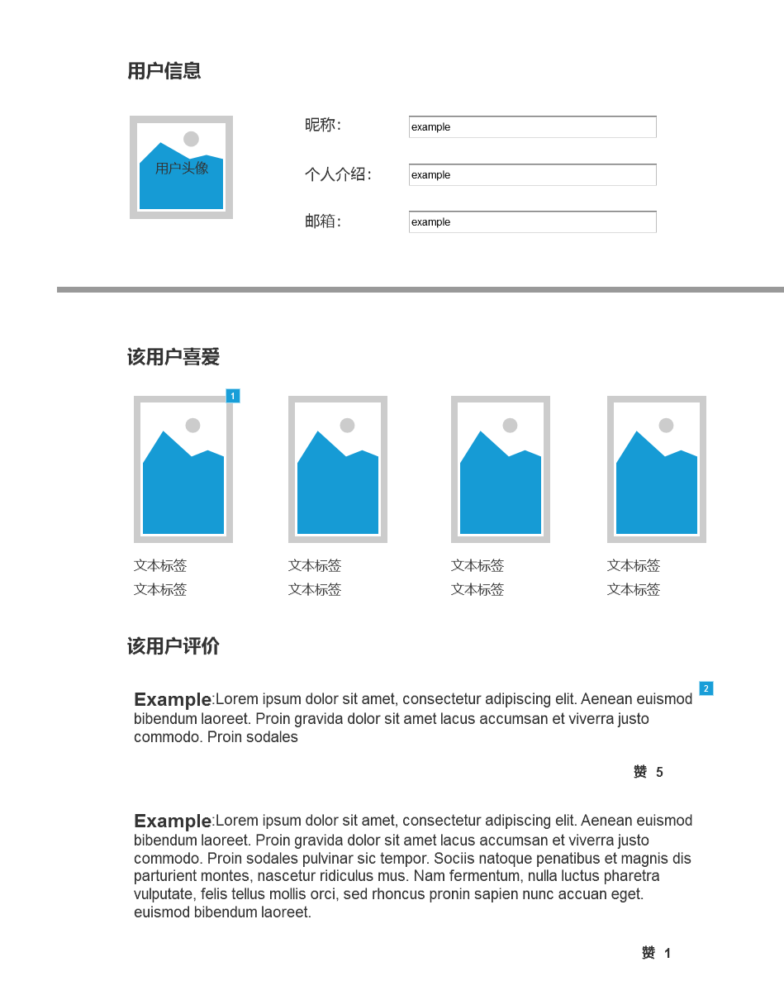 用户信息
用户头像
昵称：
example
个人介绍：
example
邮箱：
example
该用户喜爱
1
文本标签 文本标签 文本标签 文本标签
文本标签 文本标签 文本标签 文本标签
该用户评价
2
Example:Lorem ipsum dolor sit amet, consectetur adipiscing elit. Aenean euismod
bibendum laoreet. Proin gravida dolor sit amet lacus accumsan et viverra justo
commodo. Proin sodales
赞 5
Example:Lorem ipsum dolor sit amet, consectetur adipiscing elit. Aenean euismod
bibendum laoreet. Proin gravida dolor sit amet lacus accumsan et viverra justo
commodo. Proin sodales pulvinar sic tempor. Sociis natoque penatibus et magnis dis
parturient montes, nascetur ridiculus mus. Nam fermentum, nulla luctus pharetra
vulputate, felis tellus mollis orci, sed rhoncus pronin sapien nunc accuan eget.
euismod bibendum laoreet.
赞 1